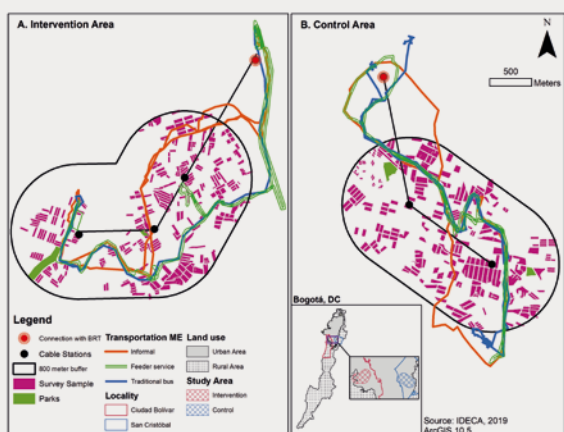 A. Intervention Area
B. Control Area
N
500
Meters
Legend
Connection with BRT
Cable Stations
800 meter buffer
Survey Sample
Parks
Transportation ME
Informal
Feeder service
Traditional bus
Locality
Ciudad Bolívar
San Cristóbal
Land use
Urban Area
Rural Area
Study Area
Intervention
Control
Bogotá, DC
Source: IDECA, 2019
ArcGIS 10.5